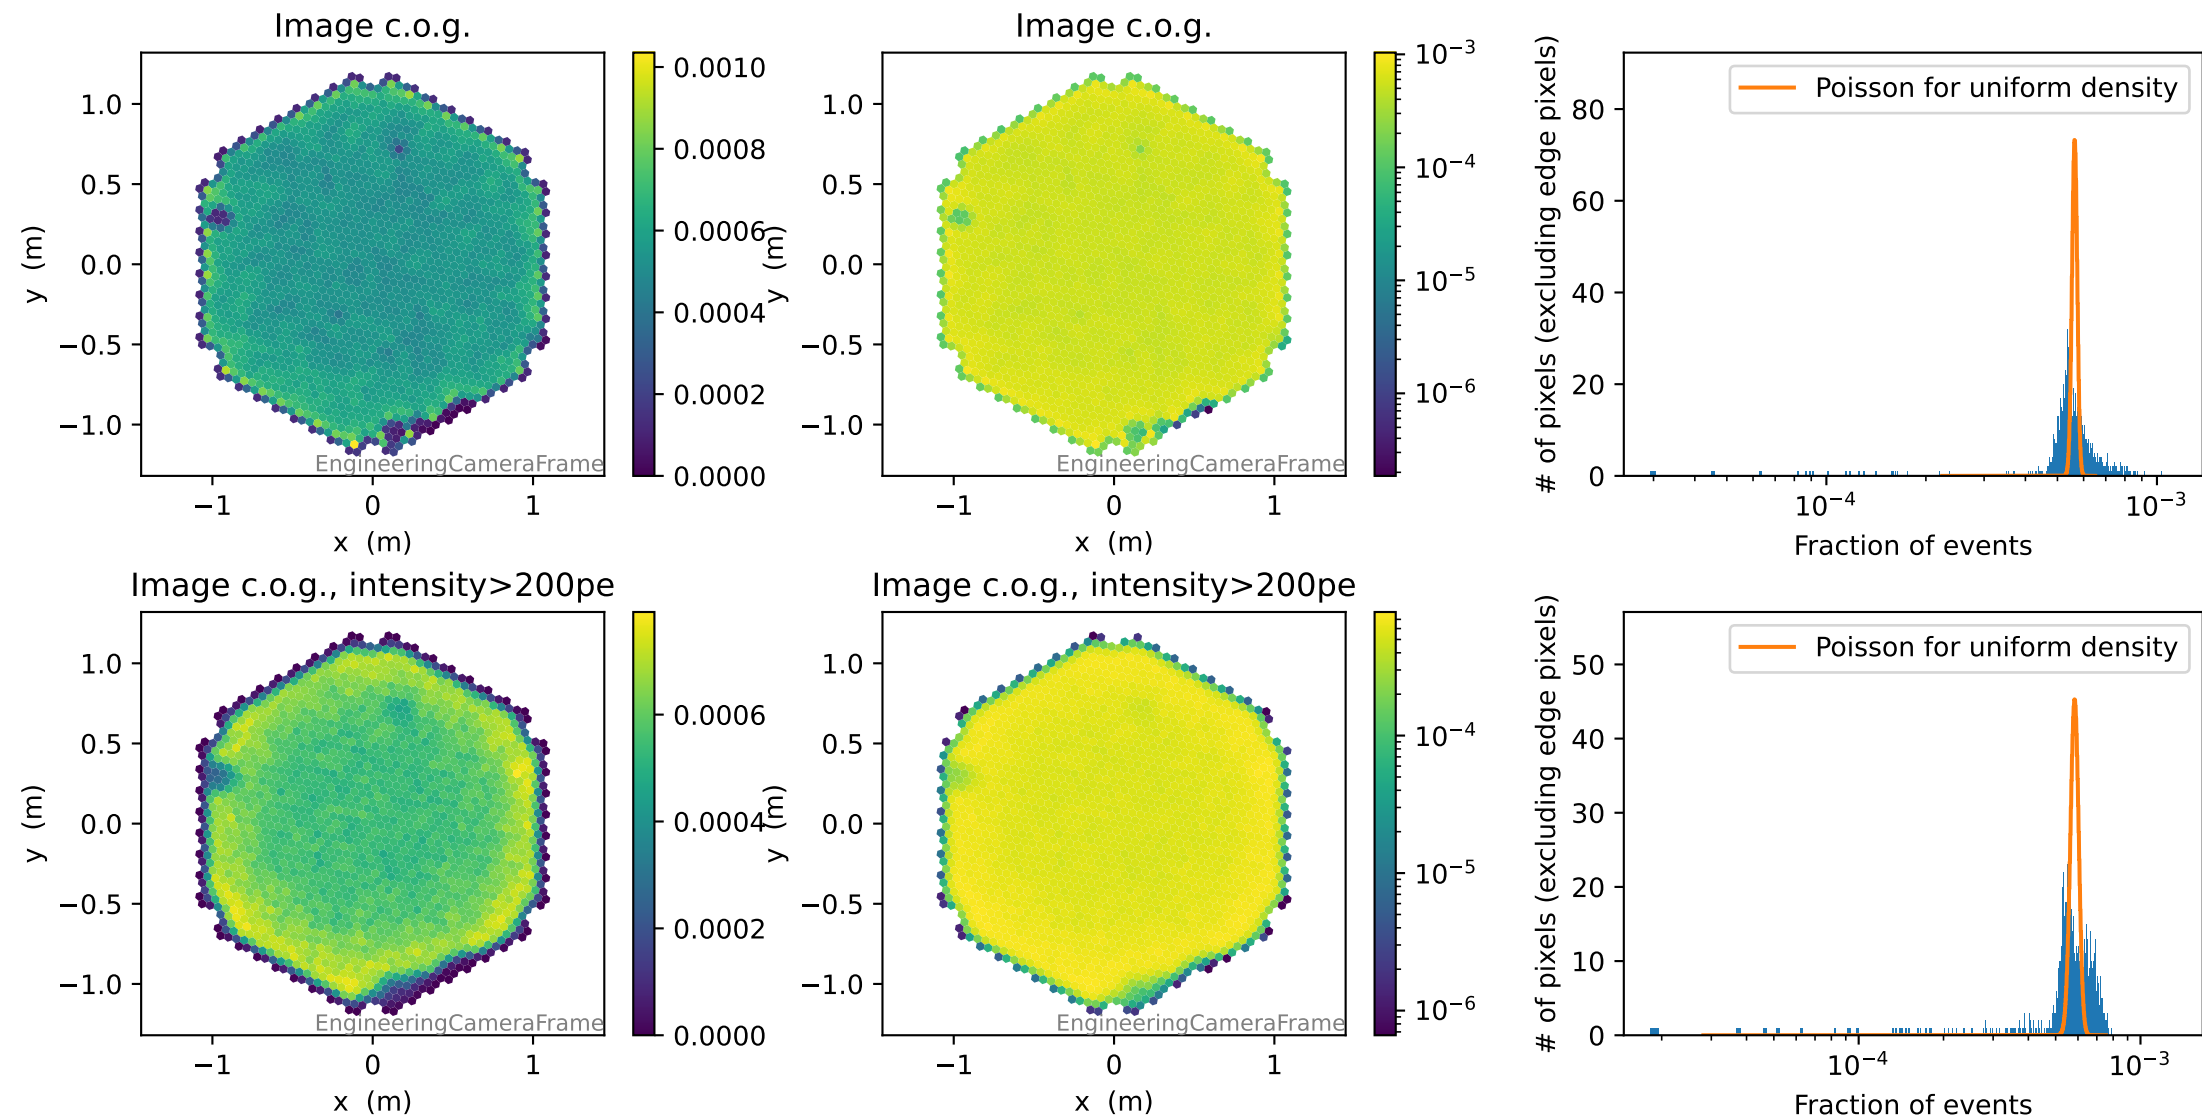 Image c.o.g.
y (m)
1.0
0.5
0.0
−0.5
−1.0
−1
0
1
x (m)
EngineeringCameraFrame
0.0010
0.0008
0.0006
0.0004
0.0002
0.0000
Image c.o.g.
y (m)
1.0
0.5
0.0
−0.5
−1.0
−1
0
1
x (m)
EngineeringCameraFrame
10⁻³
10⁻⁴
10⁻⁵
10⁻⁶
# of pixels (excluding edge pixels)
80
60
40
20
0
Poisson for uniform density
10⁻⁴
10⁻³
Fraction of events
Image c.o.g., intensity>200pe
y (m)
1.0
0.5
0.0
−0.5
−1.0
−1
0
1
x (m)
EngineeringCameraFrame
0.0006
0.0004
0.0002
0.0000
Image c.o.g., intensity>200pe
y (m)
1.0
0.5
0.0
−0.5
−1.0
−1
0
1
x (m)
EngineeringCameraFrame
10⁻⁴
10⁻⁵
10⁻⁶
# of pixels (excluding edge pixels)
50
40
30
20
10
0
Poisson for uniform density
10⁻⁴
10⁻³
Fraction of events